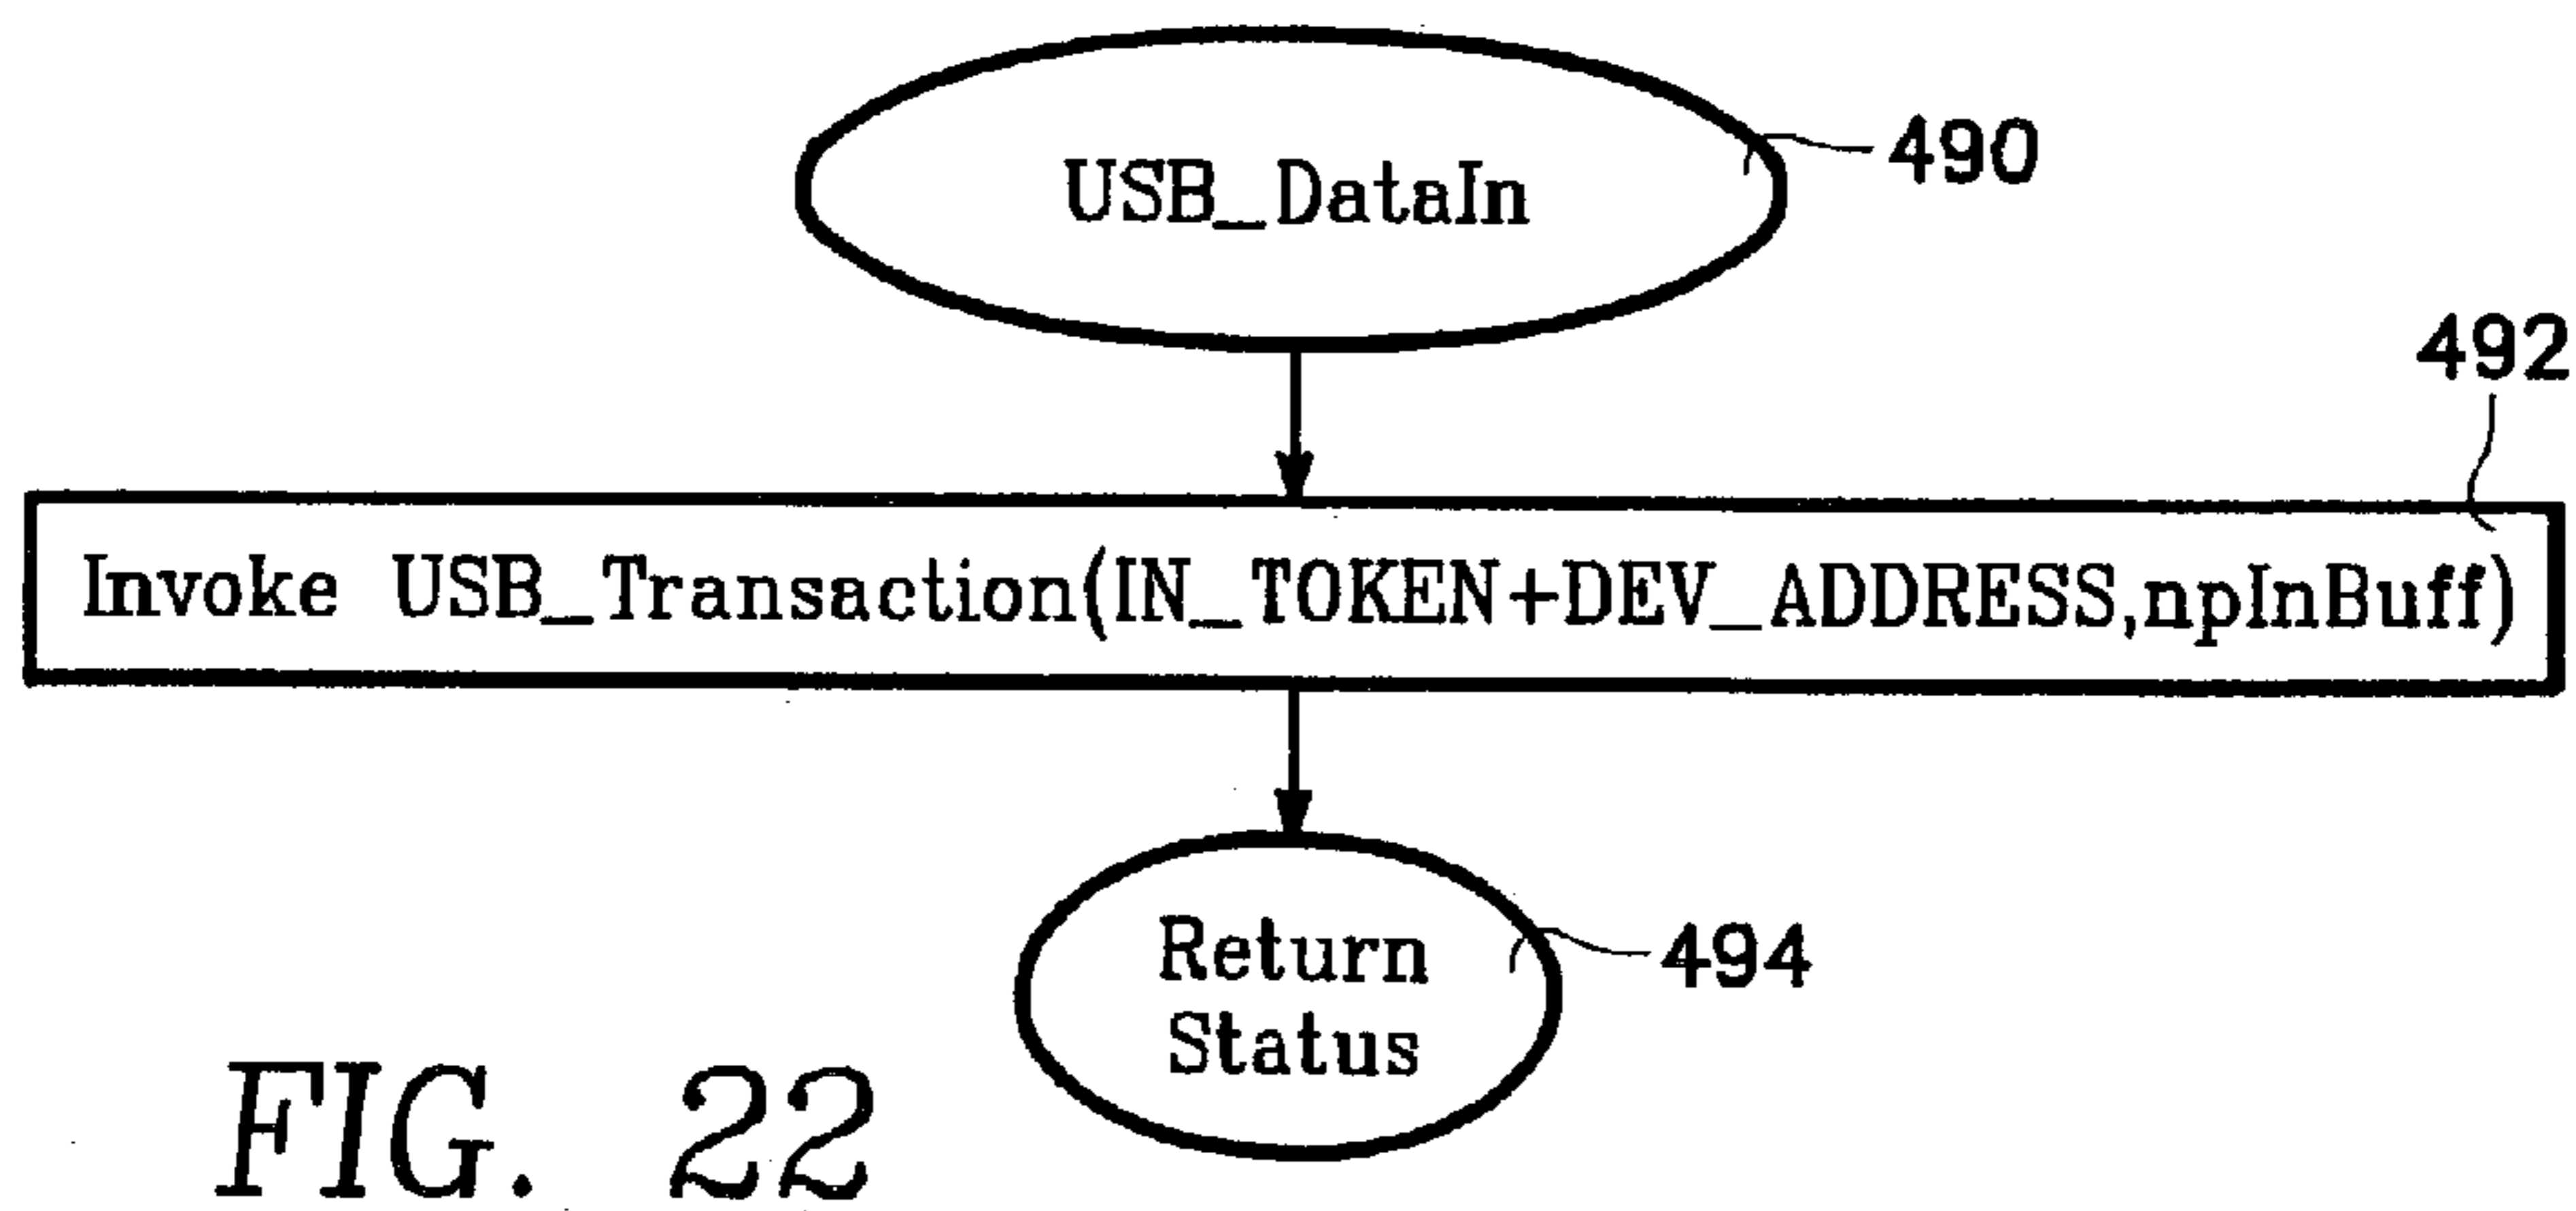 USB_DataIn
490
492
Invoke USB_Transaction(IN_TOKEN+DEV_ADDRESS,npInBuff)
Return
Status
494
FIG. 22